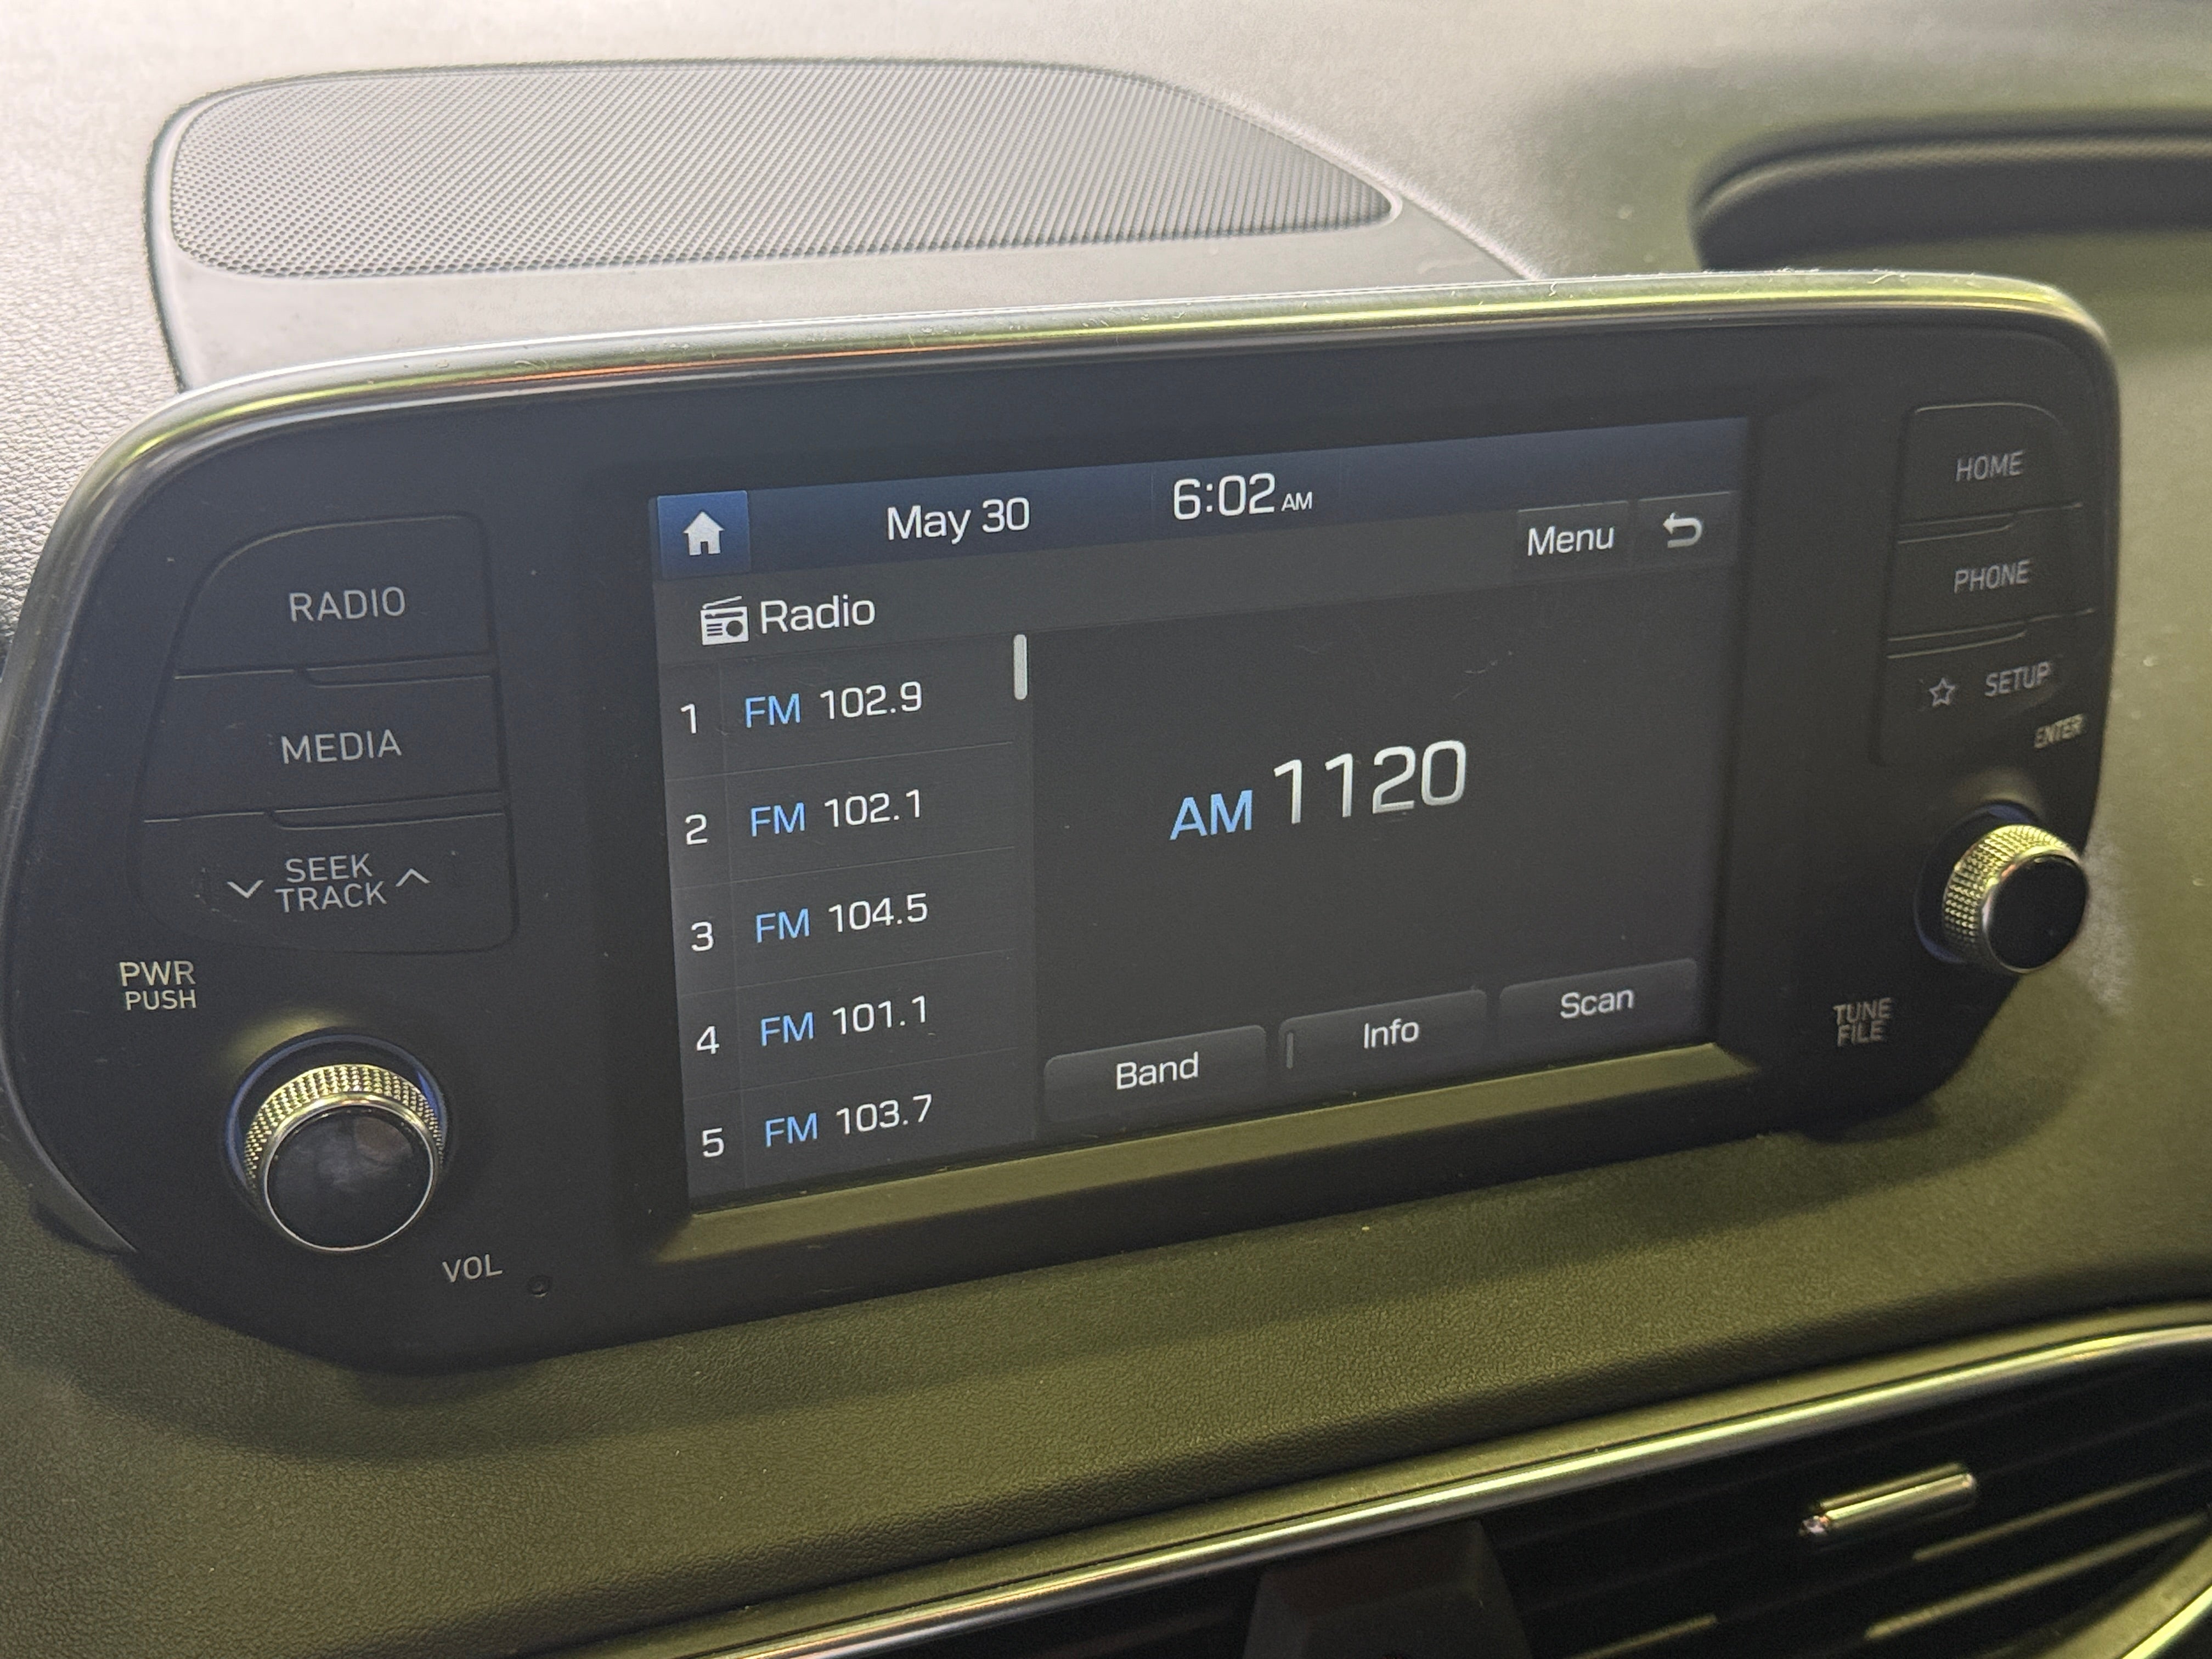 May 30 6:02 AM
Menu
Radio
1 FM 102.9
2 FM 102.1
3 FM 104.5
4 FM 101.1
5 FM 103.7
AM 1120
Band Info Scan
RADIO
MEDIA
SEEK
TRACK
PWR
PUSH
VOL
HOME
PHONE
SETUP
ENTER
TUNE
FILE